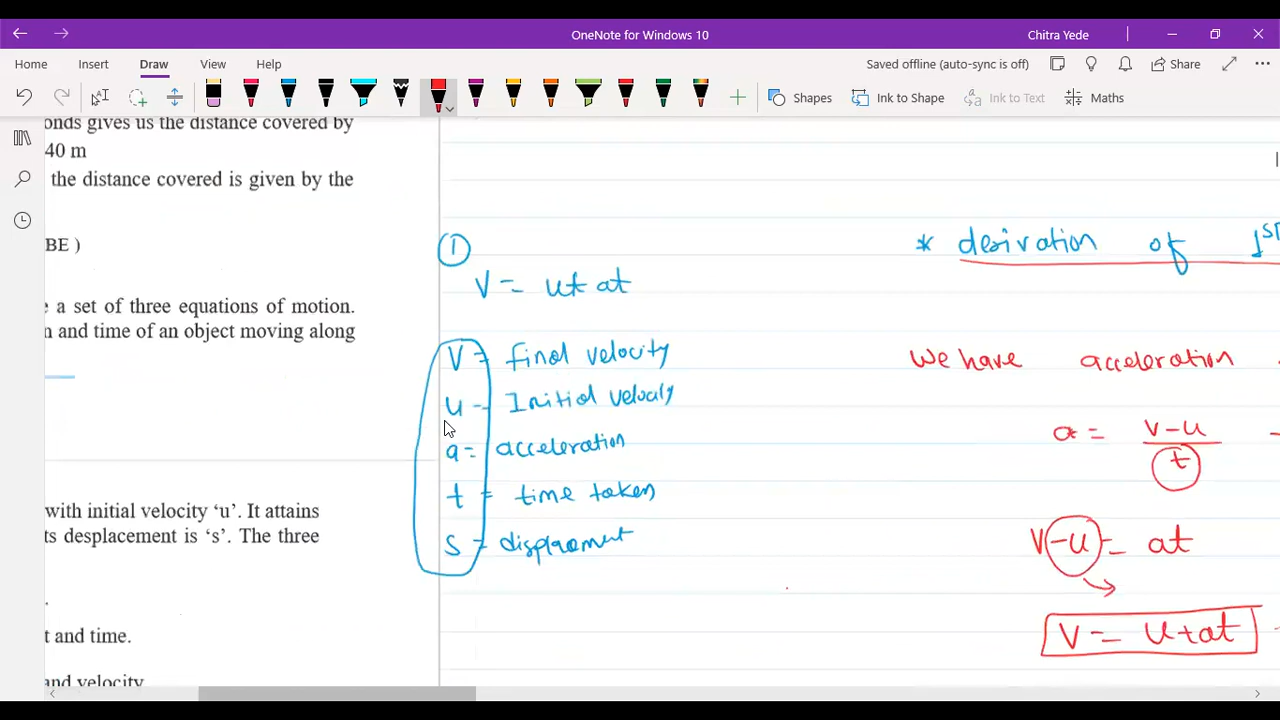 OneNote for Windows 10
Chitra Yede
Home Insert Draw View Help
Saved offline (auto-sync is off)
Share
Shapes
Ink to Shape
Ink to Text
Maths
onds gives us the distance covered by
40 m
the distance covered is given by the
BE )
a set of three equations of motion.
n and time of an object moving along
with initial velocity ‘u’. It attains
ts desplacement is ‘s’. The three
.
t and time.
and velocity
①
V = u+ at
V = final velocity
u - Initial velocity
a = acceleration
t = time taken
S = displacment
* desiration of 1st
We have acceleration
a = v-u
t
V-u = at
V = u+at